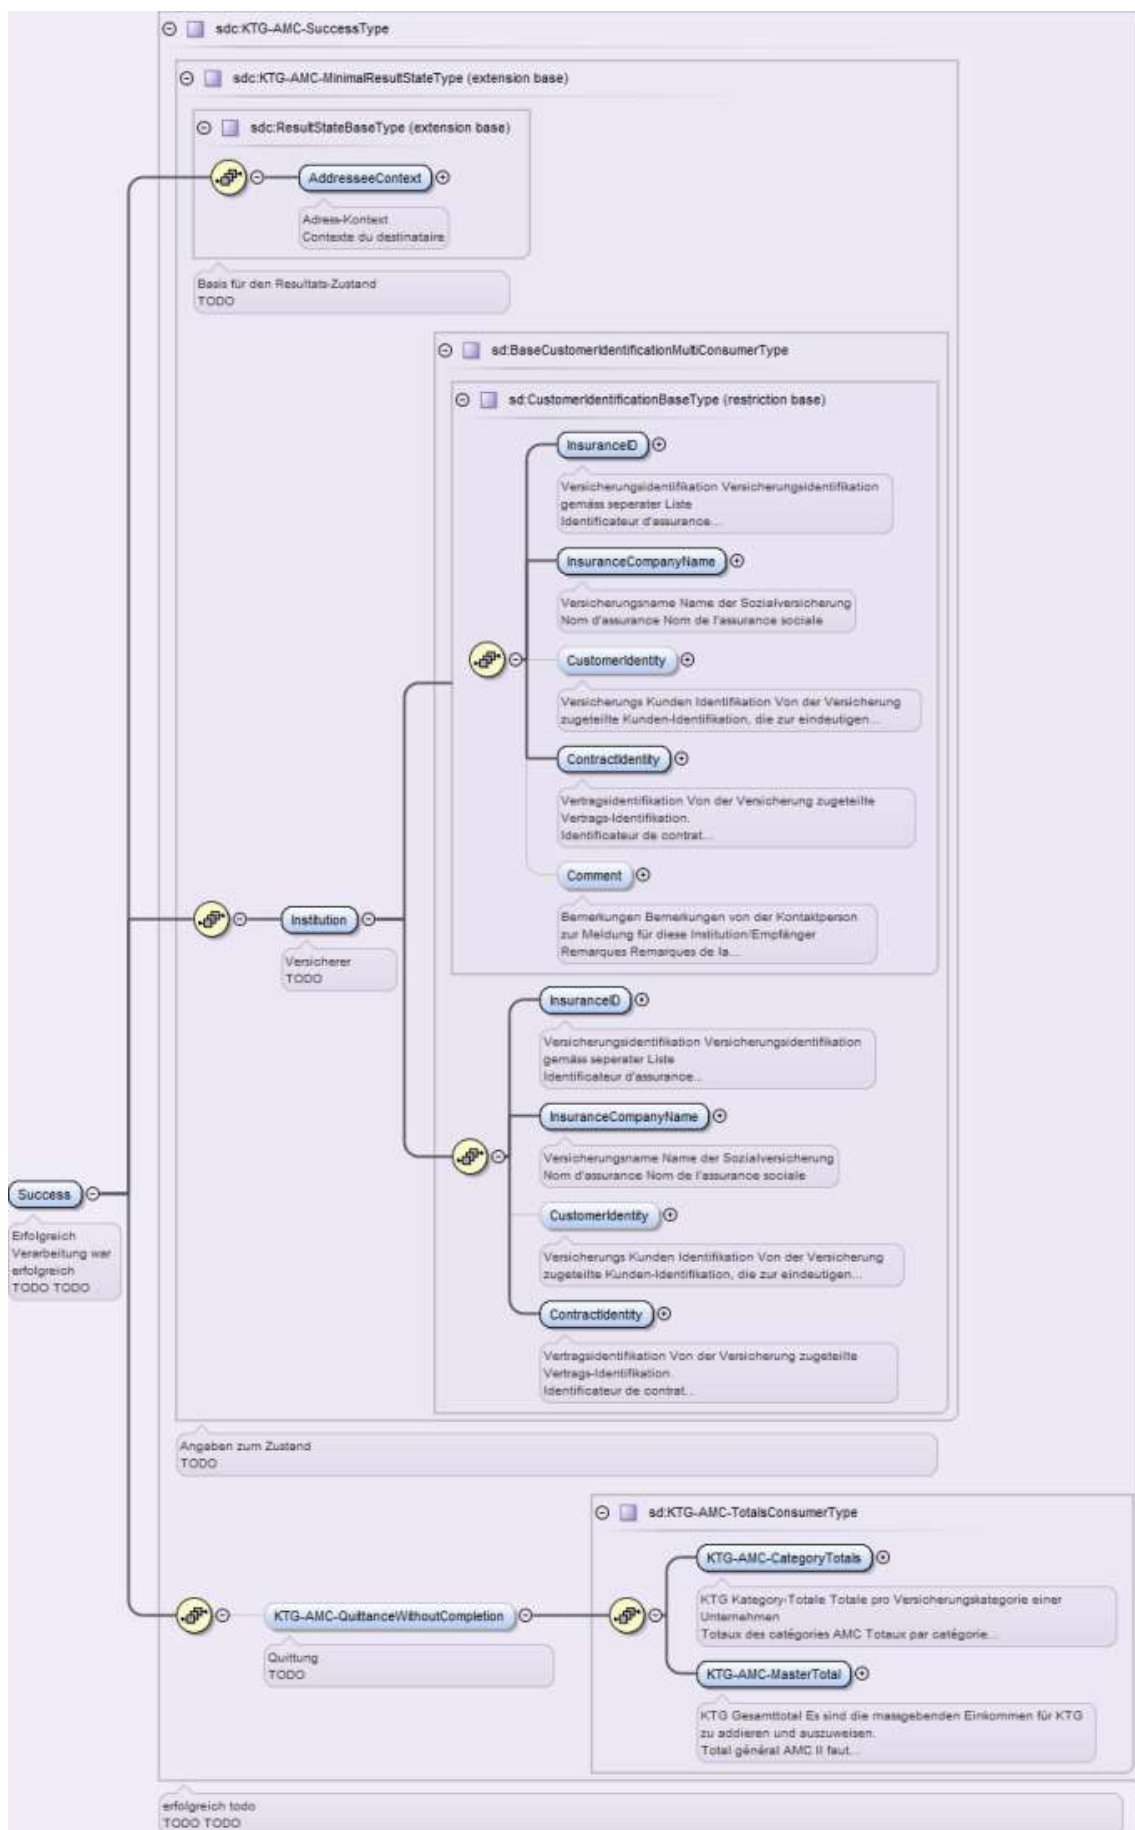 sdc:KTG-AMC-SuccessType
sdc:KTG-AMC-MinimalResultStateType (extension base)
sdc:ResultStateBaseType (extension base)
AddresseeContext
Adress-Kontext
Contexte du destinataire
Basis für den Resultats-Zustand
TODO
sd:BaseCustomerIdentificationMultiConsumerType
sd:CustomerIdentificationBaseType (restriction base)
InsuranceID
Versicherungsidentifikation Versicherungsidentifikation
gemäss seperater Liste
Identificateur d'assurance...
InsuranceCompanyName
Versicherungsname Name der Sozialversicherung
Nom d'assurance Nom de l'assurance sociale
CustomerIdentity
Versicherungs Kunden Identifikation Von der Versicherung
zugeteilte Kunden-Identifikation, die zur eindeutigen...
ContractIdentity
Vertragsidentifikation Von der Versicherung zugeteilte
Vertrags-Identifikation.
Identificateur de contrat...
Comment
Bemerkungen Bemerkungen von der Kontaktperson
zur Meldung für diese Institution/Empfänger
Remarques Remarques de la...
Institution
Versicherer
TODO
InsuranceID
Versicherungsidentifikation Versicherungsidentifikation
gemäss seperater Liste
Identificateur d'assurance...
InsuranceCompanyName
Versicherungsname Name der Sozialversicherung
Nom d'assurance Nom de l'assurance sociale
CustomerIdentity
Versicherungs Kunden Identifikation Von der Versicherung
zugeteilte Kunden-Identifikation, die zur eindeutigen...
ContractIdentity
Vertragsidentifikation Von der Versicherung zugeteilte
Vertrags-Identifikation.
Identificateur de contrat...
Success
Erfolgreich
Verarbeitung war
erfolgreich
TODO TODO
Angaben zum Zustand
TODO
sd:KTG-AMC-TotalsConsumerType
KTG-AMC-CategoryTotals
KTG Kategory-Totale Totale pro Versicherungskategorie einer
Unternehmen
Totaux des catégories AMC Totaux par catégorie...
KTG-AMC-QuittanceWithoutCompletion
Quittung
TODO
KTG-AMC-MasterTotal
KTG Gesamttotal Es sind die massgebenden Einkommen für KTG
zu addieren und auszuweisen.
Total général AMC Il faut...
erfolgreich todo
TODO TODO